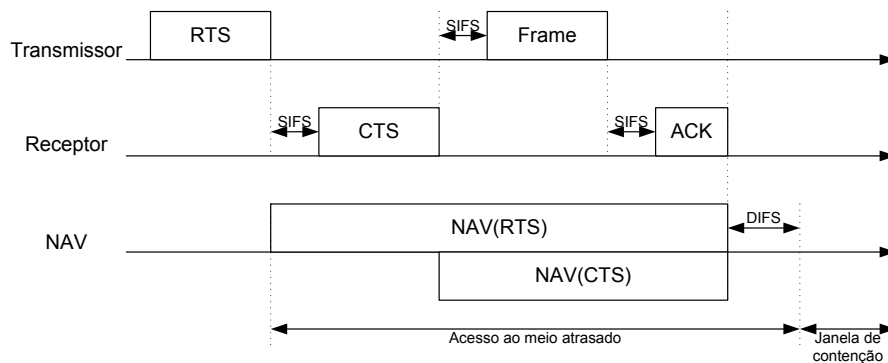 SIFS
RTS
Frame
Transmissor
SIFS
SIFS
CTS
ACK
Receptor
DIFS
NAV(RTS)
NAV
NAV(CTS)
Acesso ao meio atrasado
Janela de
contenção